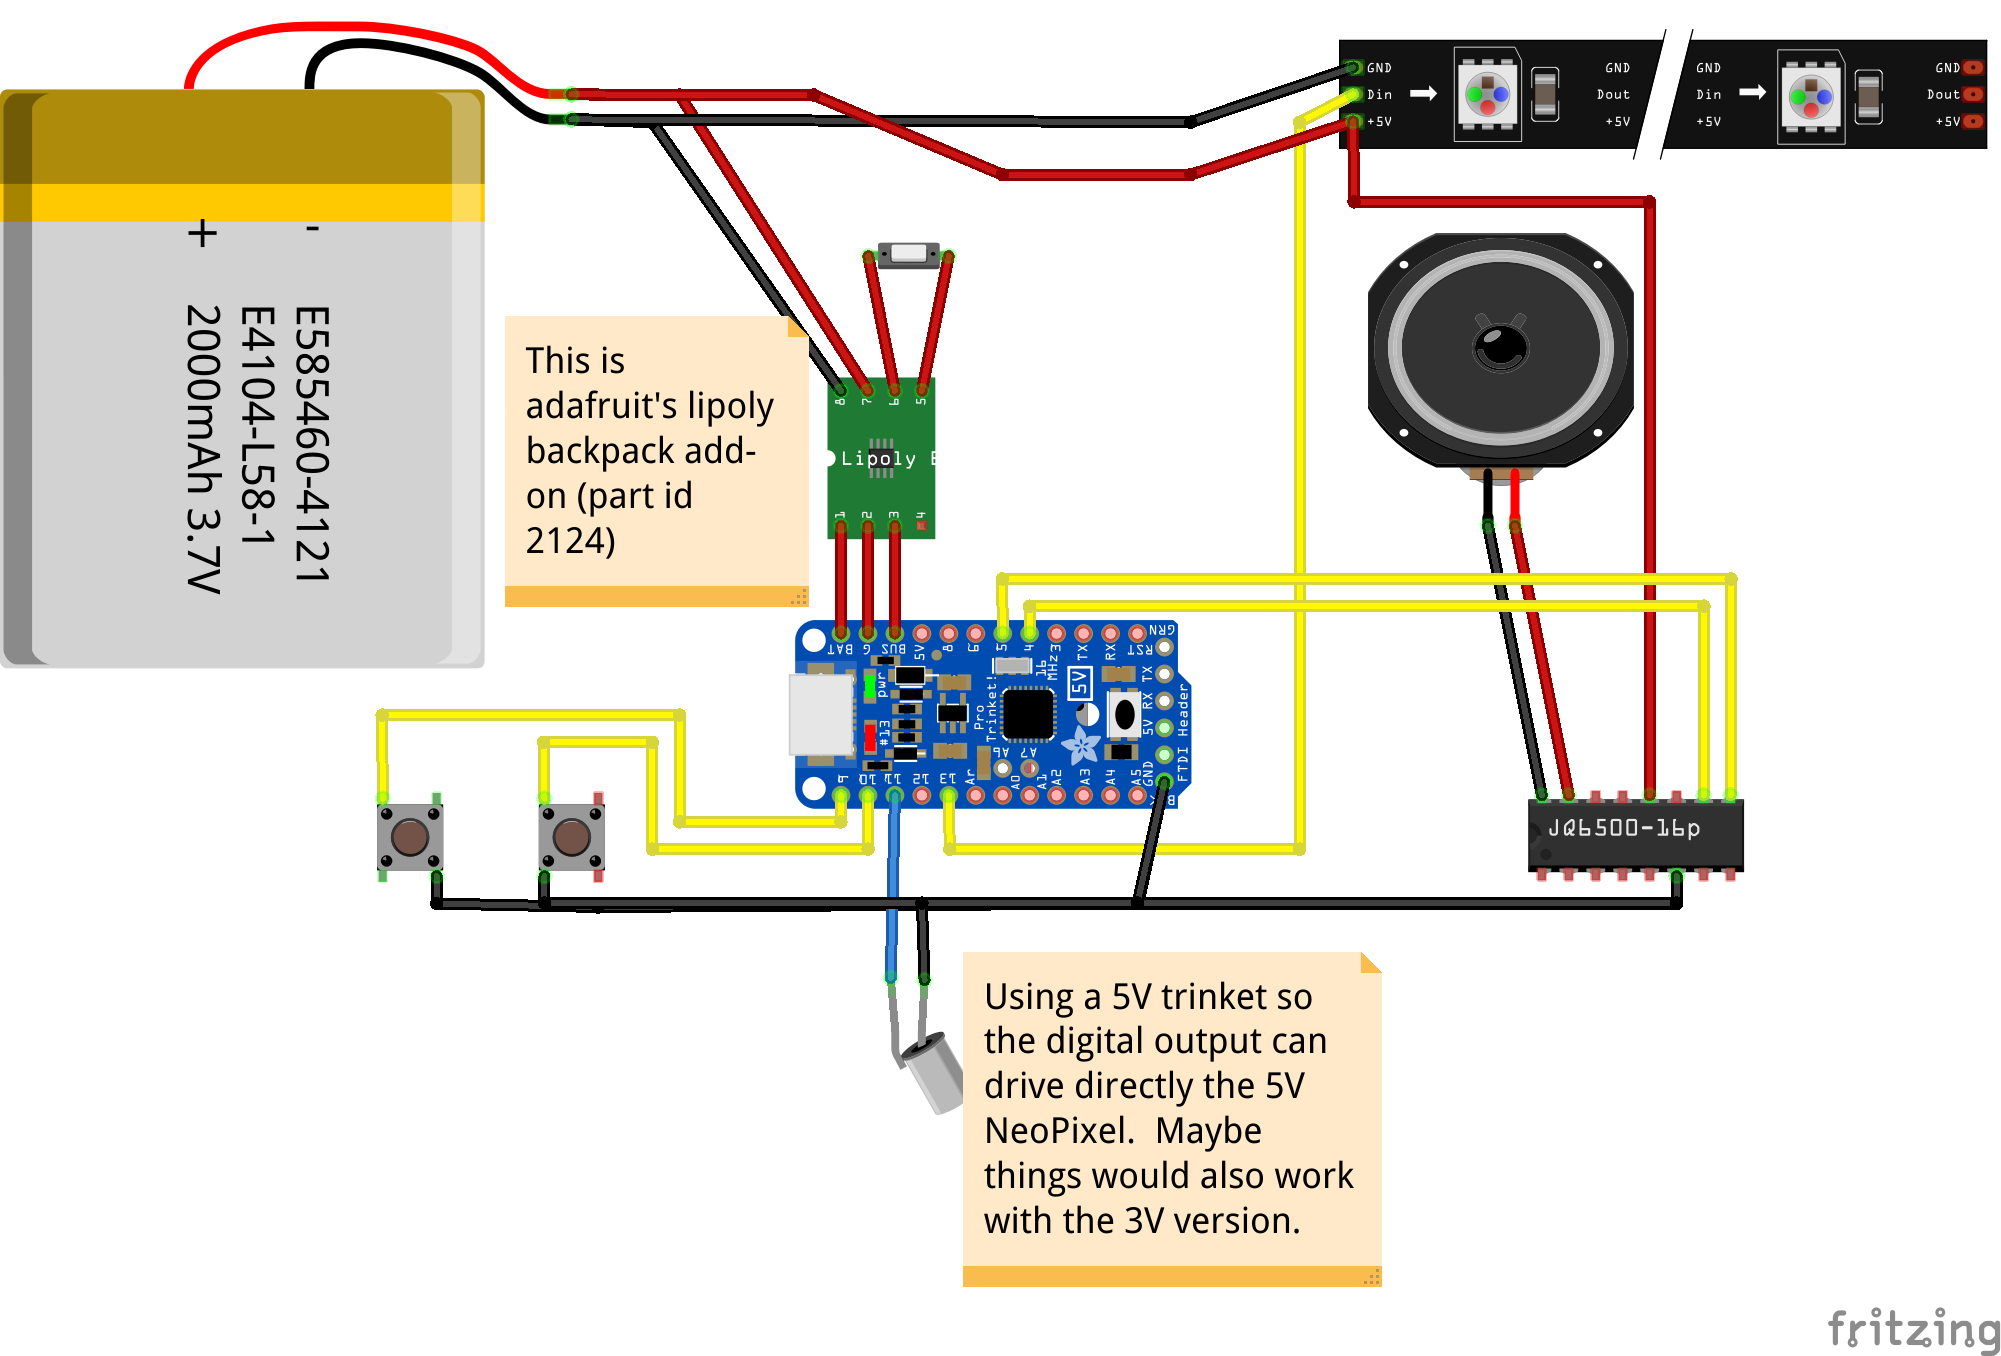 GND
Din
+5V
GND
Dout
+5V
GND
Din
+5V
GND
Dout
+5V
+ -
E585460-4121
E4104-L58-1
2000mAh 3.7V
This is
adafruit's lipoly
backpack add-
on (part id
2124)
8 7 6 5
Lipoly
1 2 3 4
BAT G BUS 5V 8 6 5 4 3 TX RX RST
GRN
TX
RX
5V
GND
FTDI Header
pwr
#13
Pro
Trinket!
16
MHz
5V
A6 A7
9 10 11 12 13 Ar A0 A1 A2 A3 A4 A5
JQ6500-16p
Using a 5V trinket so
the digital output can
drive directly the 5V
NeoPixel.  Maybe
things would also work
with the 3V version.
fritzing